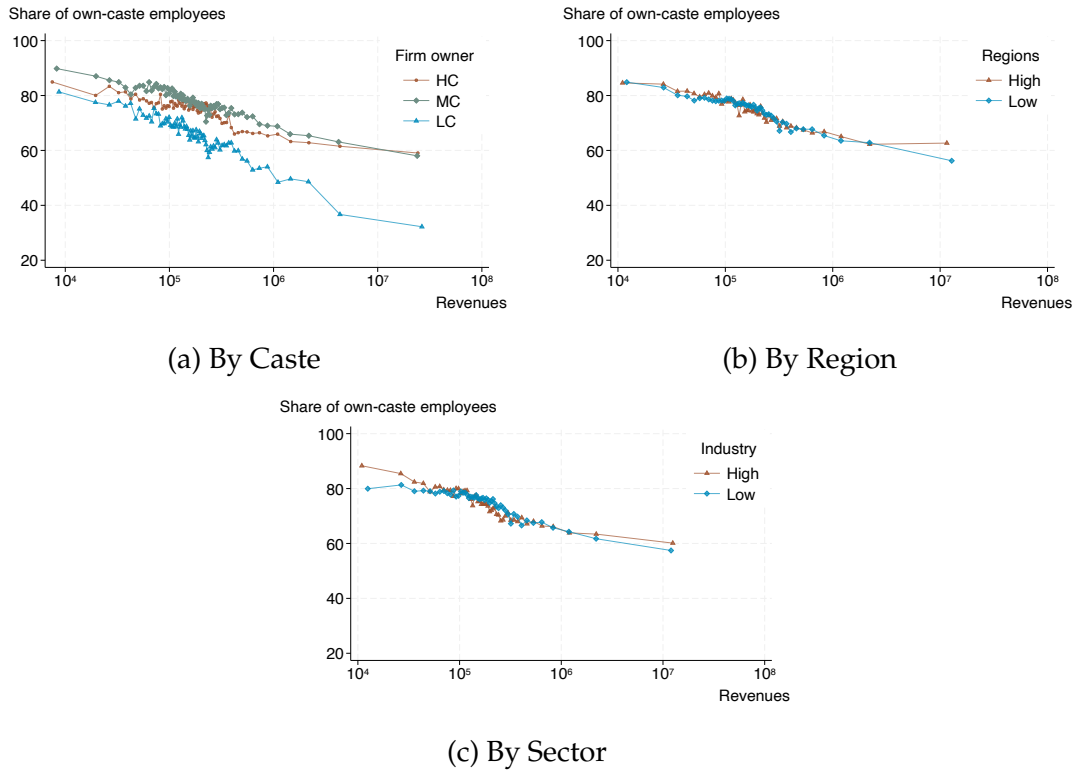 Share of own-caste employees
100
80
60
40
20
10⁴ 10⁵ 10⁶ 10⁷ 10⁸
Revenues
Firm owner
HC
MC
LC
(a) By Caste
Share of own-caste employees
100
80
60
40
20
10⁴ 10⁵ 10⁶ 10⁷ 10⁸
Revenues
Regions
High
Low
(b) By Region
Share of own-caste employees
100
80
60
40
20
10⁴ 10⁵ 10⁶ 10⁷ 10⁸
Revenues
Industry
High
Low
(c) By Sector